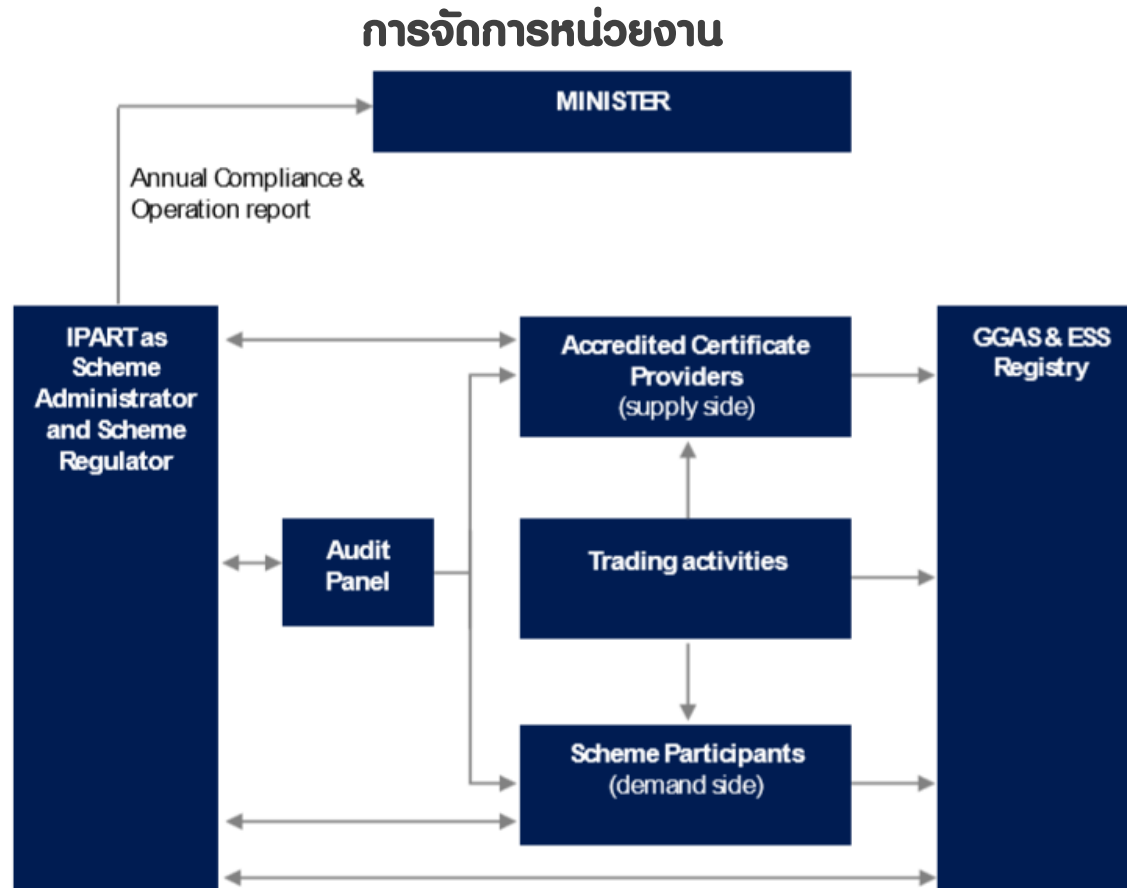 การจัดการหน่วยงาน
MINISTER
Annual Compliance &
Operation report
IPART as
Scheme
Administrator
and Scheme
Regulator
Accredited Certificate
Providers
(supply side)
GGAS & ESS
Registry
Audit
Panel
Trading activities
Scheme Participants
(demand side)